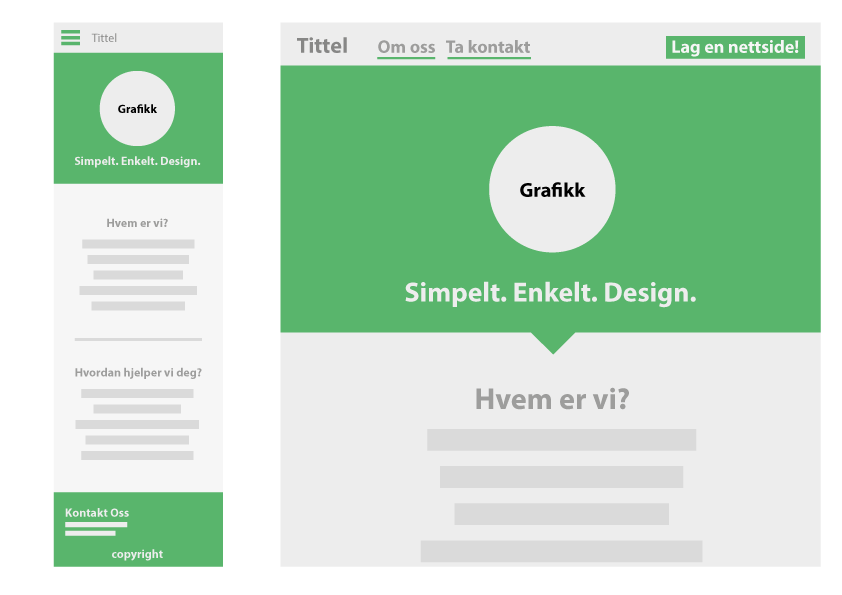 Tittel
Grafikk
Simpelt. Enkelt. Design.
Hvem er vi?
Hvordan hjelper vi deg?
Kontakt Oss
copyright
Tittel
Om oss
Ta kontakt
Lag en nettside!
Grafikk
Simpelt. Enkelt. Design.
Hvem er vi?